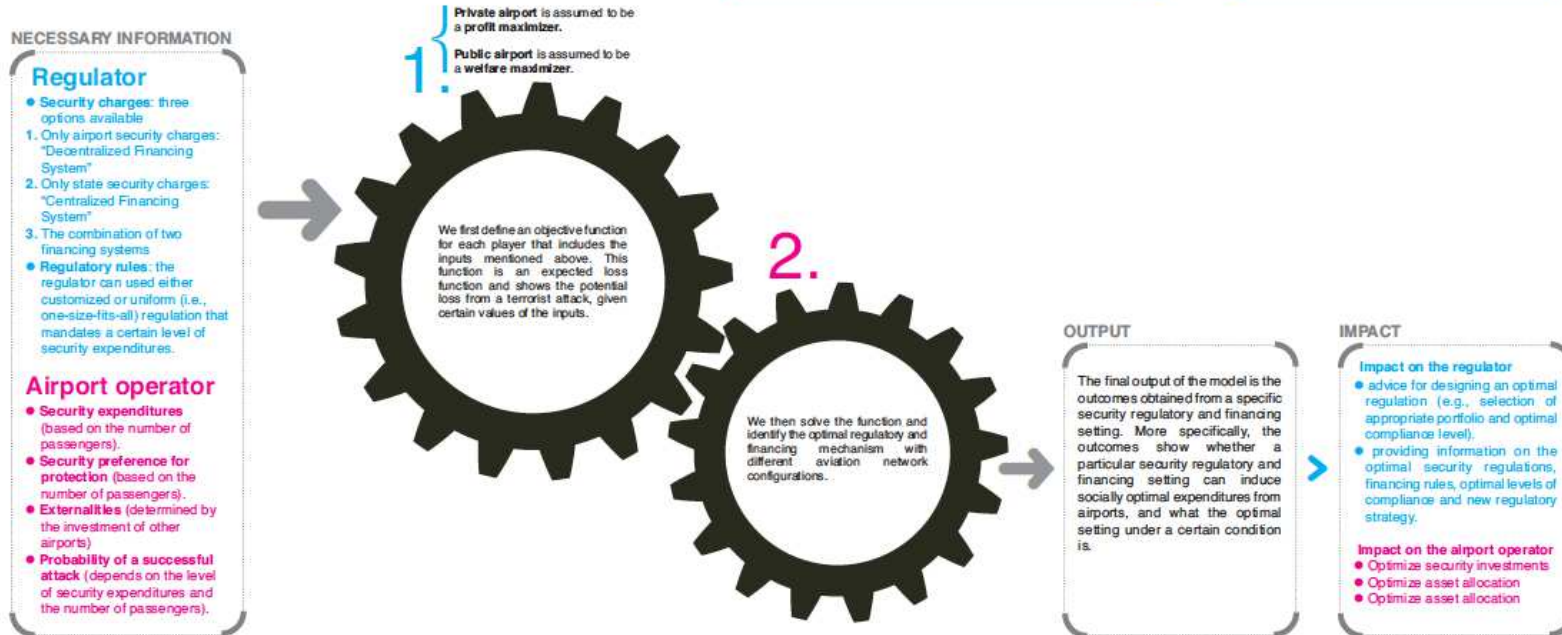 NECESSARY INFORMATION
Regulator
● Security charges: three
options available
1. Only airport security charges:
"Decentralized Financing
System"
2. Only state security charges:
"Centralized Financing
System"
3. The combination of two
financing systems
● Regulatory rules: the
regulator can used either
customized or uniform (i.e.,
one-size-fits-all) regulation that
mandates a certain level of
security expenditures.
Airport operator
● Security expenditures
(based on the number of
passengers).
● Security preference for
protection (based on the
number of passengers).
● Externalities (determined by
the investment of other
airports)
● Probability of a successful
attack (depends on the level
of security expenditures and
the number of passengers).
1.
Private airport is assumed to be
a profit maximizer.
Public airport is assumed to be
a welfare maximizer.
We first define an objective function
for each player that includes the
inputs mentioned above. This
function is an expected loss
function and shows the potential
loss from a terrorist attack, given
certain values of the inputs.
2.
We then solve the function and
identify the optimal regulatory and
financing mechanism with
different aviation network
configurations.
OUTPUT
The final output of the model is the
outcomes obtained from a specific
security regulatory and financing
setting. More specifically, the
outcomes show whether a
particular security regulatory and
financing setting can induce
socially optimal expenditures from
airports, and what the optimal
setting under a certain condition
is.
IMPACT
Impact on the regulator
● advice for designing an optimal
regulation (e.g., selection of
appropriate portfolio and optimal
compliance level).
● providing information on the
optimal security regulations,
financing rules, optimal levels of
compliance and new regulatory
strategy.
Impact on the airport operator
● Optimize security investments
● Optimize asset allocation
● Optimize asset allocation